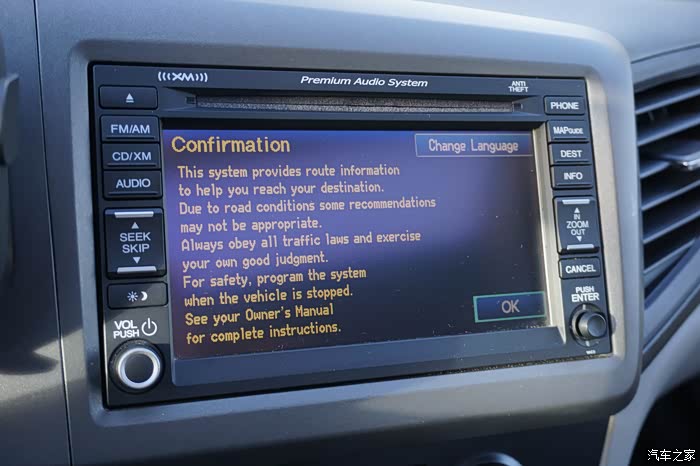 (((XM)))
Premium Audio System
ANTI
THEFT
FM/AM
CD/XM
AUDIO
SEEK
SKIP
VOL
PUSH
Confirmation
Change Language
This system provides route information
to help you reach your destination.
Due to road conditions some recommendations
may not be appropriate.
Always obey all traffic laws and exercise
your own good judgment.
For safety, program the system
when the vehicle is stopped.
See your Owner's Manual
for complete instructions.
OK
PHONE
MAPGUIDE
DEST
INFO
IN
ZOOM
OUT
CANCEL
PUSH
ENTER
汽车之家